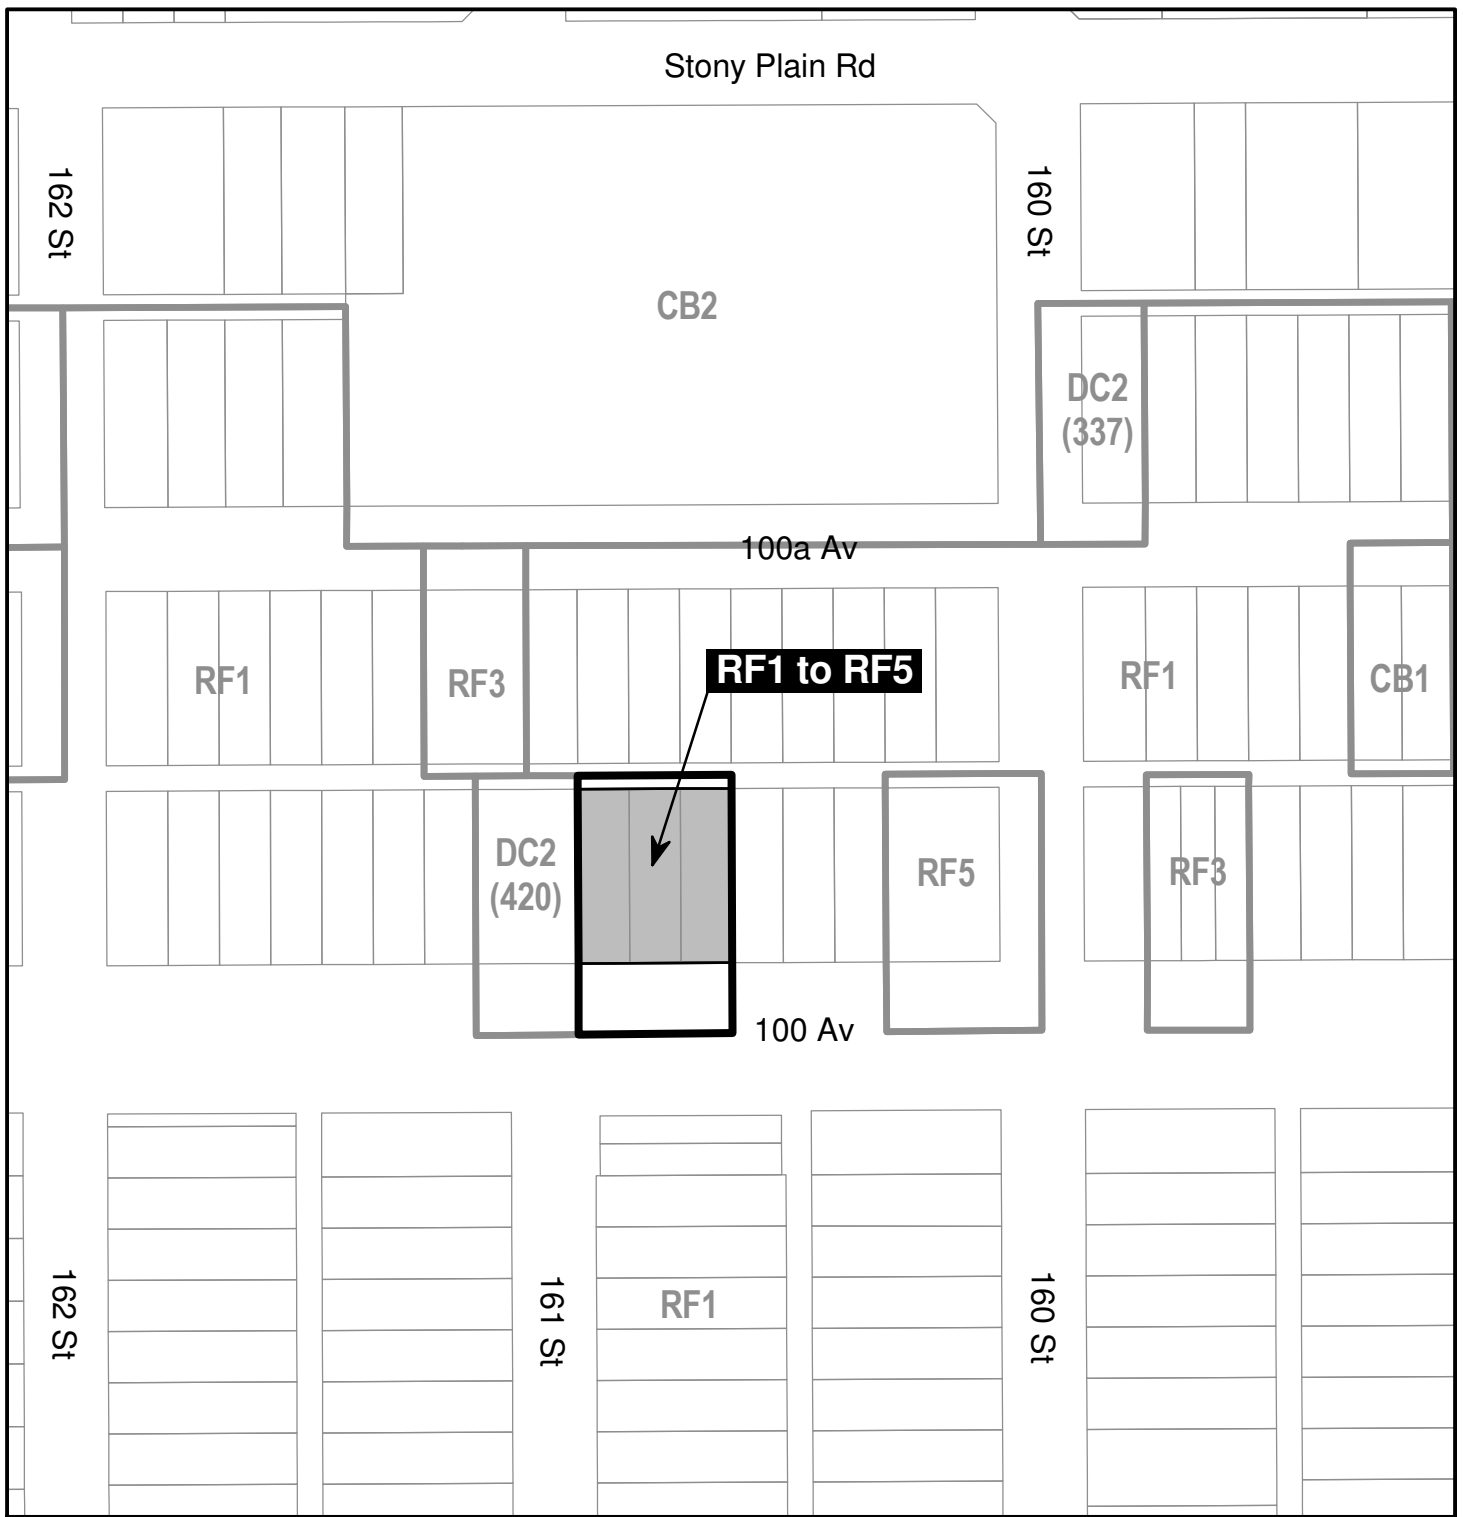 Stony Plain Rd
162 St
160 St
CB2
DC2
(337)
100a Av
RF1
RF3
RF1 to RF5
RF1
CB1
DC2
(420)
RF5
RF3
100 Av
162 St
161 St
RF1
160 St